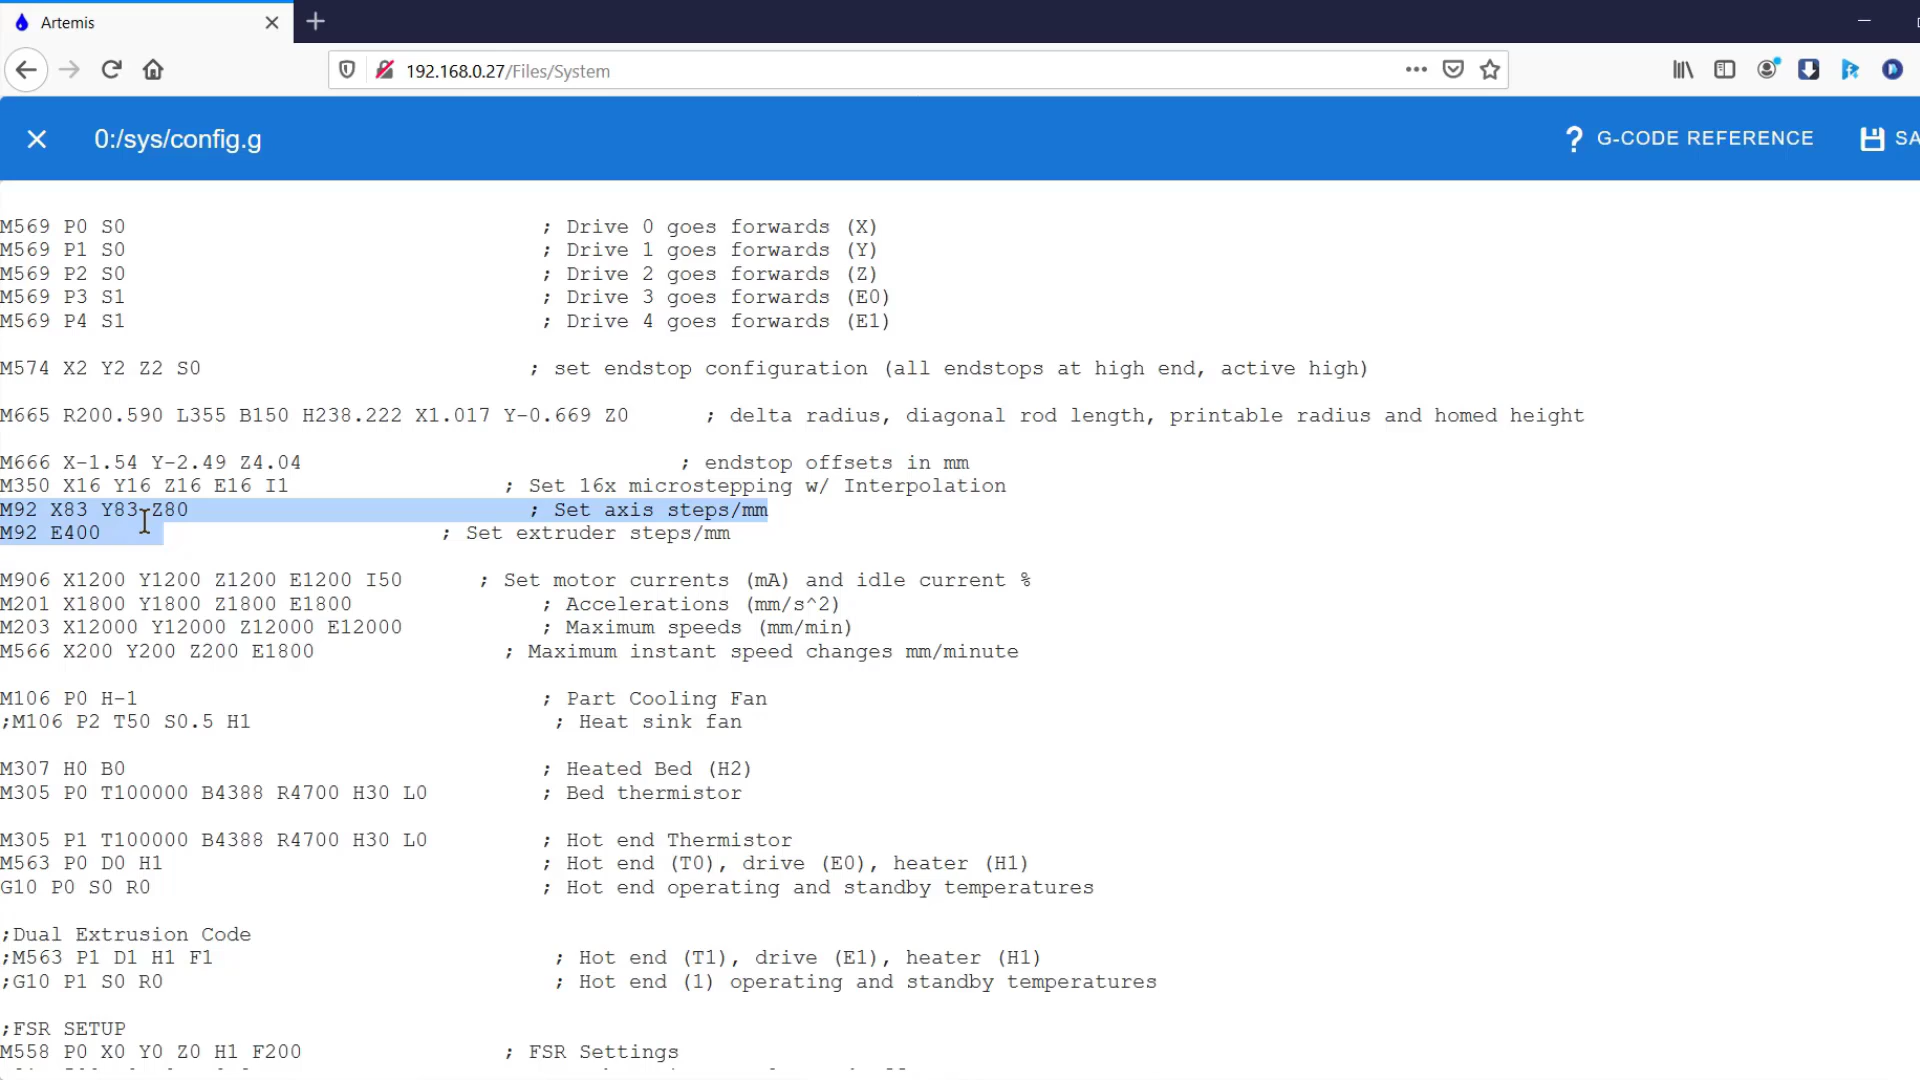 Artemis
192.168.0.27/Files/System
0:/sys/config.g
? G-CODE REFERENCE
SA
M569 P0 S0 ; Drive 0 goes forwards (X)
M569 P1 S0 ; Drive 1 goes forwards (Y)
M569 P2 S0 ; Drive 2 goes forwards (Z)
M569 P3 S1 ; Drive 3 goes forwards (E0)
M569 P4 S1 ; Drive 4 goes forwards (E1)
M574 X2 Y2 Z2 S0 ; set endstop configuration (all endstops at high end, active high)
M665 R200.590 L355 B150 H238.222 X1.017 Y-0.669 Z0 ; delta radius, diagonal rod length, printable radius and homed height
M666 X-1.54 Y-2.49 Z4.04 ; endstop offsets in mm
M350 X16 Y16 Z16 E16 I1 ; Set 16x microstepping w/ Interpolation
M92 X83 Y83 Z80 ; Set axis steps/mm
M92 E400 ; Set extruder steps/mm
M906 X1200 Y1200 Z1200 E1200 I50 ; Set motor currents (mA) and idle current %
M201 X1800 Y1800 Z1800 E1800 ; Accelerations (mm/s^2)
M203 X12000 Y12000 Z12000 E12000 ; Maximum speeds (mm/min)
M566 X200 Y200 Z200 E1800 ; Maximum instant speed changes mm/minute
M106 P0 H-1 ; Part Cooling Fan
;M106 P2 T50 S0.5 H1 ; Heat sink fan
M307 H0 B0 ; Heated Bed (H2)
M305 P0 T100000 B4388 R4700 H30 L0 ; Bed thermistor
M305 P1 T100000 B4388 R4700 H30 L0 ; Hot end Thermistor
M563 P0 D0 H1 ; Hot end (T0), drive (E0), heater (H1)
G10 P0 S0 R0 ; Hot end operating and standby temperatures
;Dual Extrusion Code
;M563 P1 D1 H1 F1 ; Hot end (T1), drive (E1), heater (H1)
;G10 P1 S0 R0 ; Hot end (1) operating and standby temperatures
;FSR SETUP
M558 P0 X0 Y0 Z0 H1 F200 ; FSR Settings